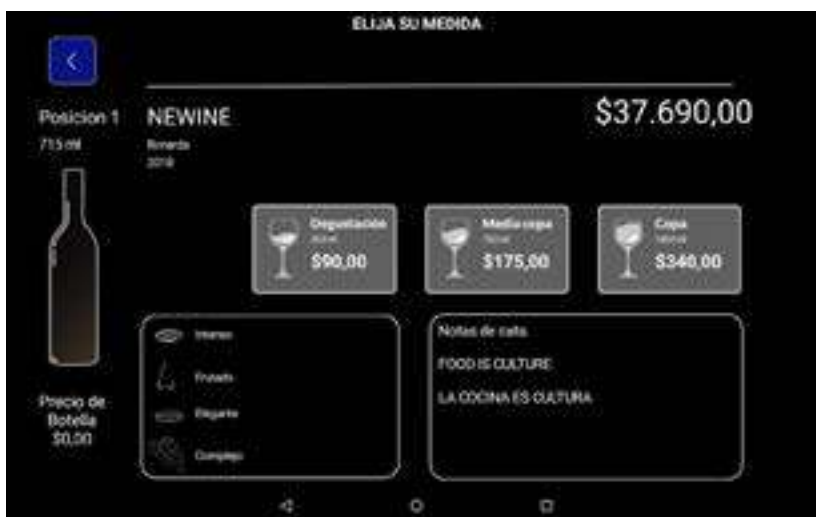 ELIJA SU MEDIDA
Posicion 1
715 ml
NEWINE
$37.690,00
2018
Degustación
$90,00
Media copa
$175,00
Copa
$340,00
Intenso
Frutado
Elegante
Complejo
Notas de cata
FOOD IS CULTURE
LA COCINA ES CULTURA
Precio de
Botella
$0,00